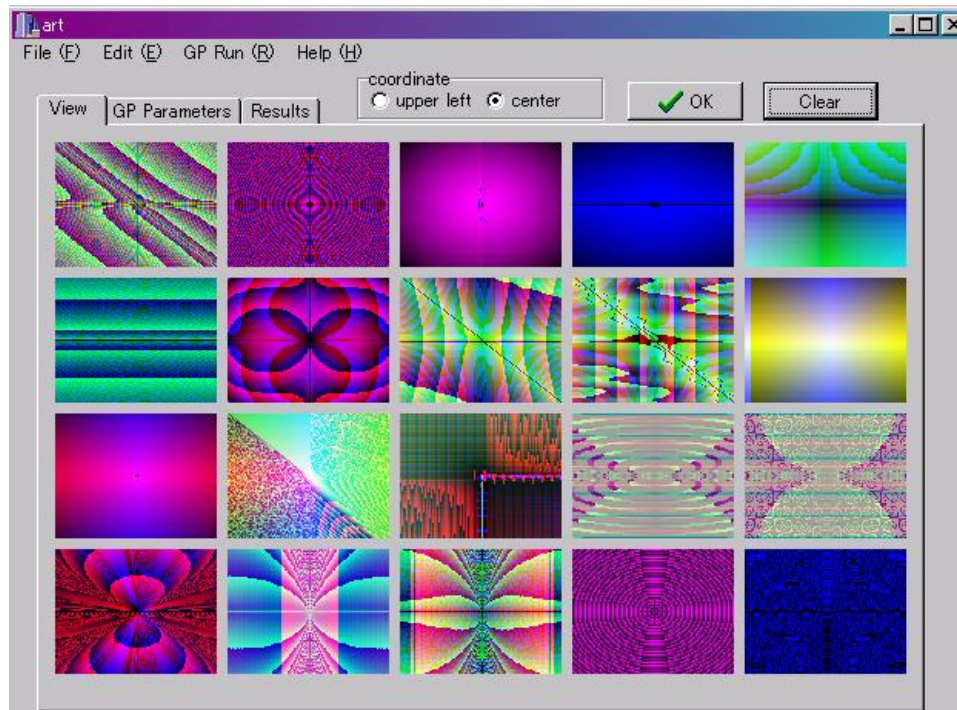 art
File (F) Edit (E) GP Run (R) Help (H)
coordinate
upper left center
OK
Clear
View GP Parameters Results